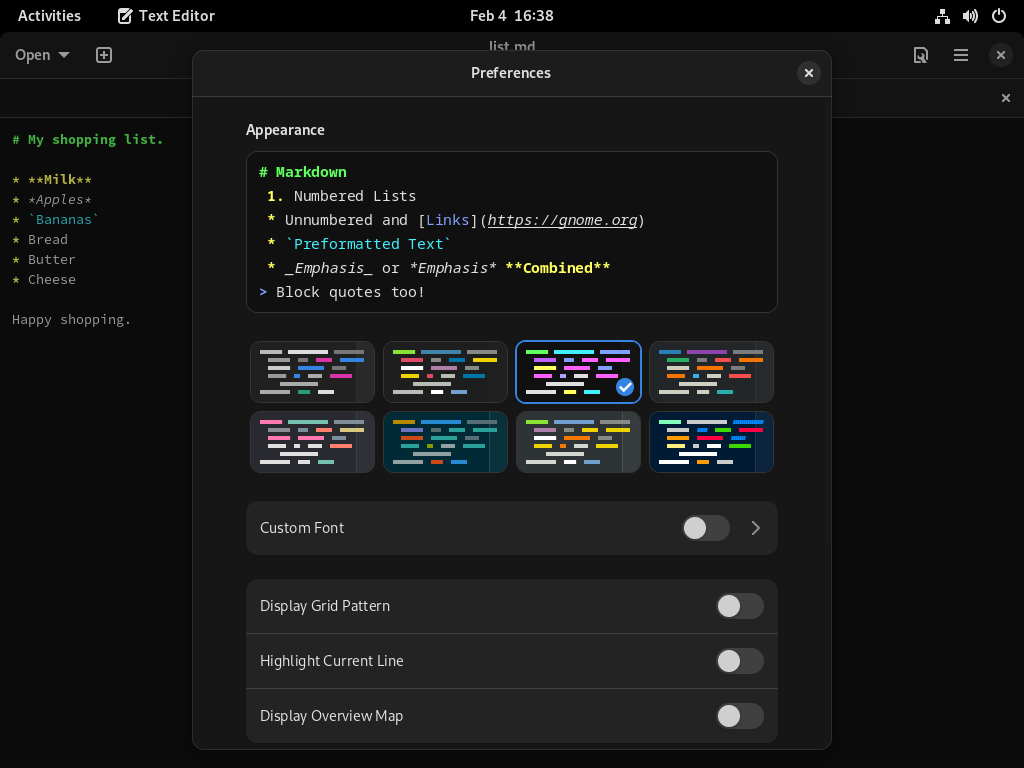 Activities
Text Editor
Feb 4  16:38
Open
list.md
Preferences
# My shopping list.
* **Milk**
* *Apples*
* `Bananas`
* Bread
* Butter
* Cheese
Happy shopping.
Appearance
# Markdown
1. Numbered Lists
* Unnumbered and [Links](https://gnome.org)
* `Preformatted Text`
* _Emphasis_ or *Emphasis* **Combined**
> Block quotes too!
Custom Font
Display Grid Pattern
Highlight Current Line
Display Overview Map